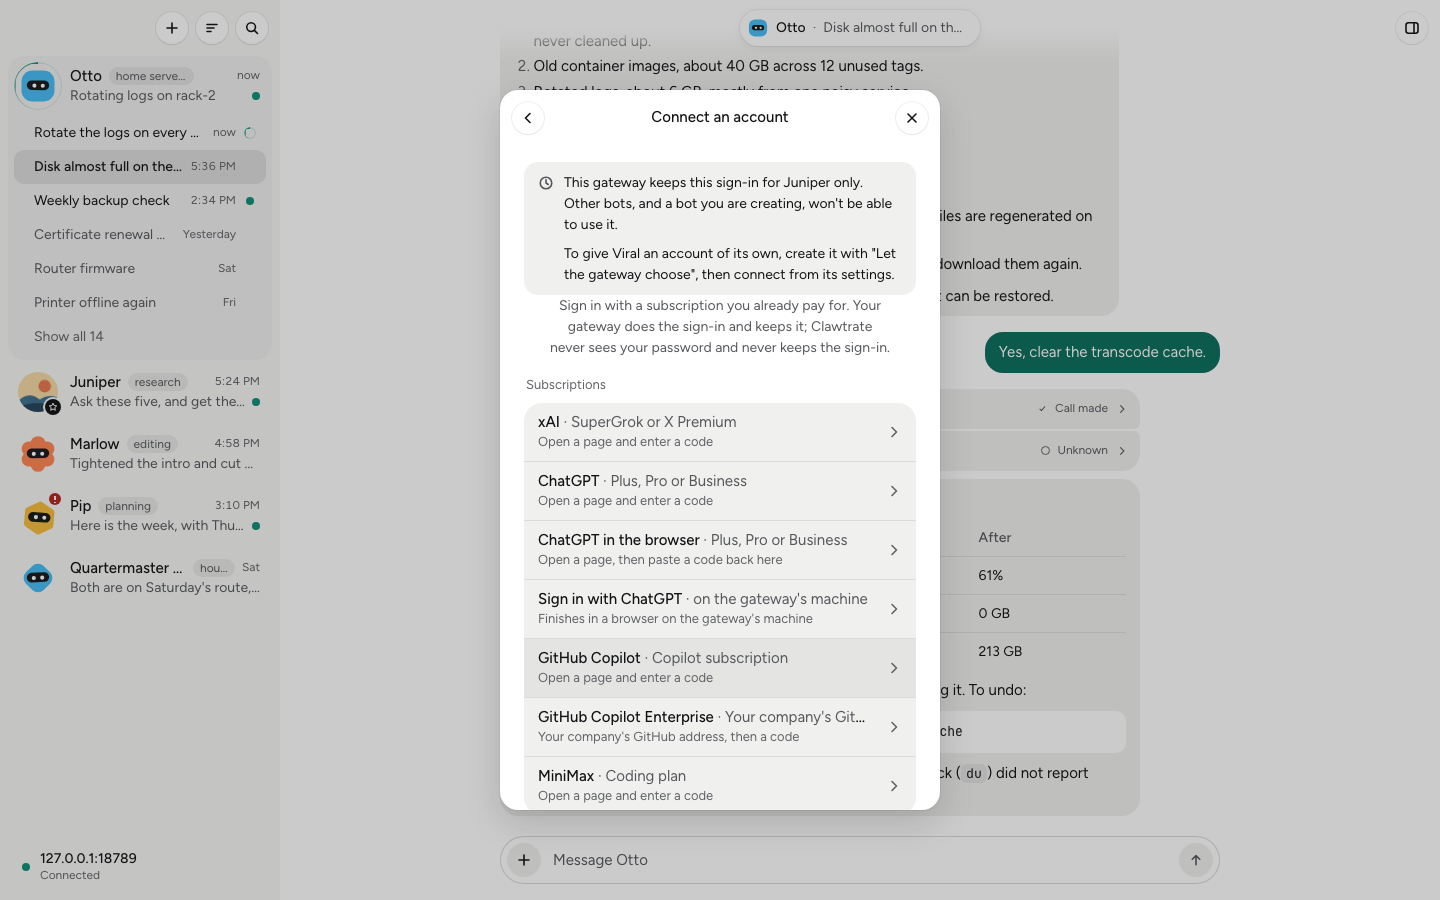 Otto · Disk almost full on th...
Otto home serve... now
Rotating logs on rack-2
Rotate the logs on every ... now
Disk almost full on the... 5:36 PM
Weekly backup check 2:34 PM
Certificate renewal ... Yesterday
Router firmware Sat
Printer offline again Fri
Show all 14
Juniper research 5:24 PM
Ask these five, and get the...
Marlow editing 4:58 PM
Tightened the intro and cut ...
Pip planning 3:10 PM
Here is the week, with Thu...
Quartermaster ... hou... Sat
Both are on Saturday's route,...
127.0.0.1:18789
Connected
never cleaned up.
2. Old container images, about 40 GB across 12 unused tags.
3. Rotated logs, about 6 GB, mostly from one noisy service.
Connect an account
This gateway keeps this sign-in for Juniper only.
Other bots, and a bot you are creating, won't be able
to use it.
To give Viral an account of its own, create it with "Let
the gateway choose", then connect from its settings.
Sign in with a subscription you already pay for. Your
gateway does the sign-in and keeps it; Clawtrate
never sees your password and never keeps the sign-in.
Subscriptions
xAI · SuperGrok or X Premium
Open a page and enter a code
ChatGPT · Plus, Pro or Business
Open a page and enter a code
ChatGPT in the browser · Plus, Pro or Business
Open a page, then paste a code back here
Sign in with ChatGPT · on the gateway's machine
Finishes in a browser on the gateway's machine
GitHub Copilot · Copilot subscription
Open a page and enter a code
GitHub Copilot Enterprise · Your company's Git...
Your company's GitHub address, then a code
MiniMax · Coding plan
Open a page and enter a code
iles are regenerated on
download them again.
can be restored.
Yes, clear the transcode cache.
Call made
Unknown
After
61%
0 GB
213 GB
g it. To undo:
che
ck (du) did not report
Message Otto